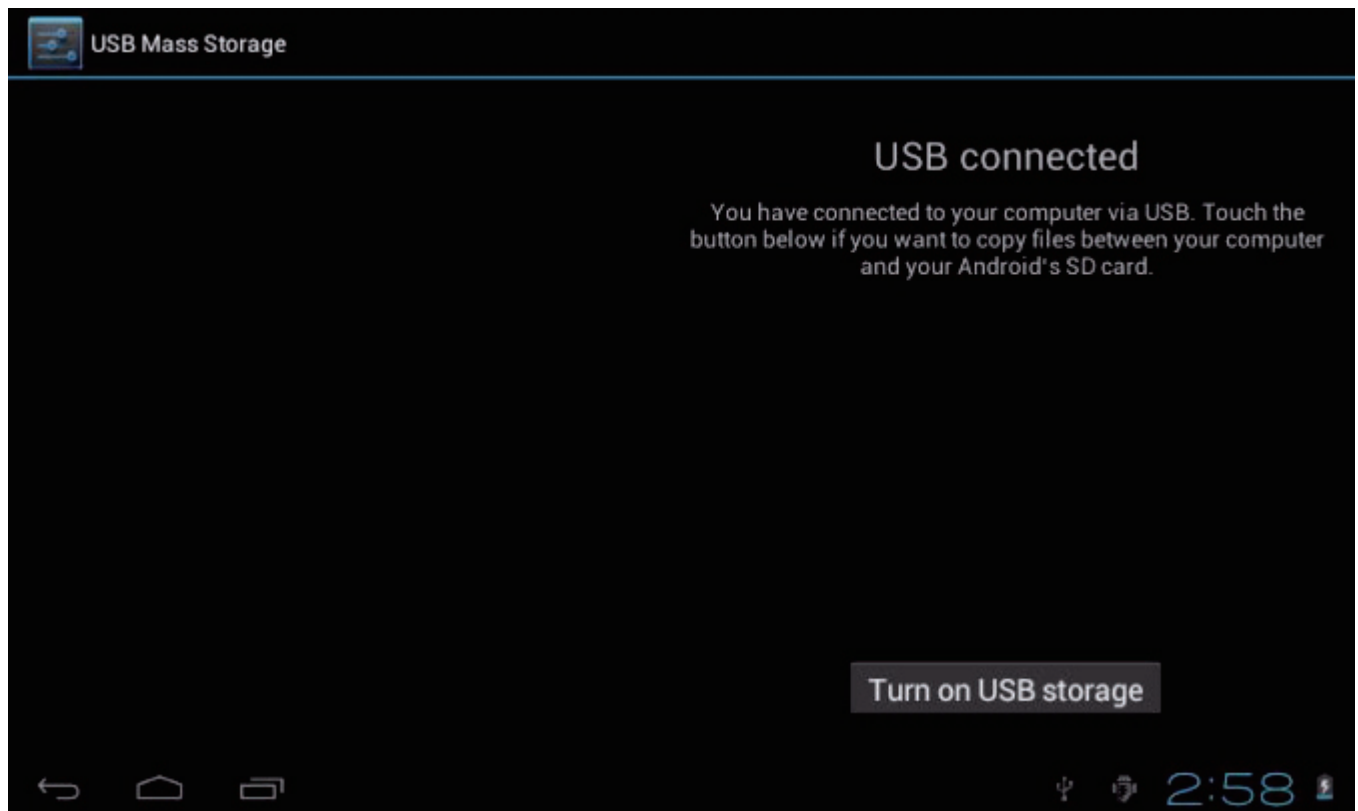 USB Mass Storage
USB connected
You have connected to your computer via USB. Touch the
button below if you want to copy files between your computer
and your Android's SD card.
Turn on USB storage
2:58